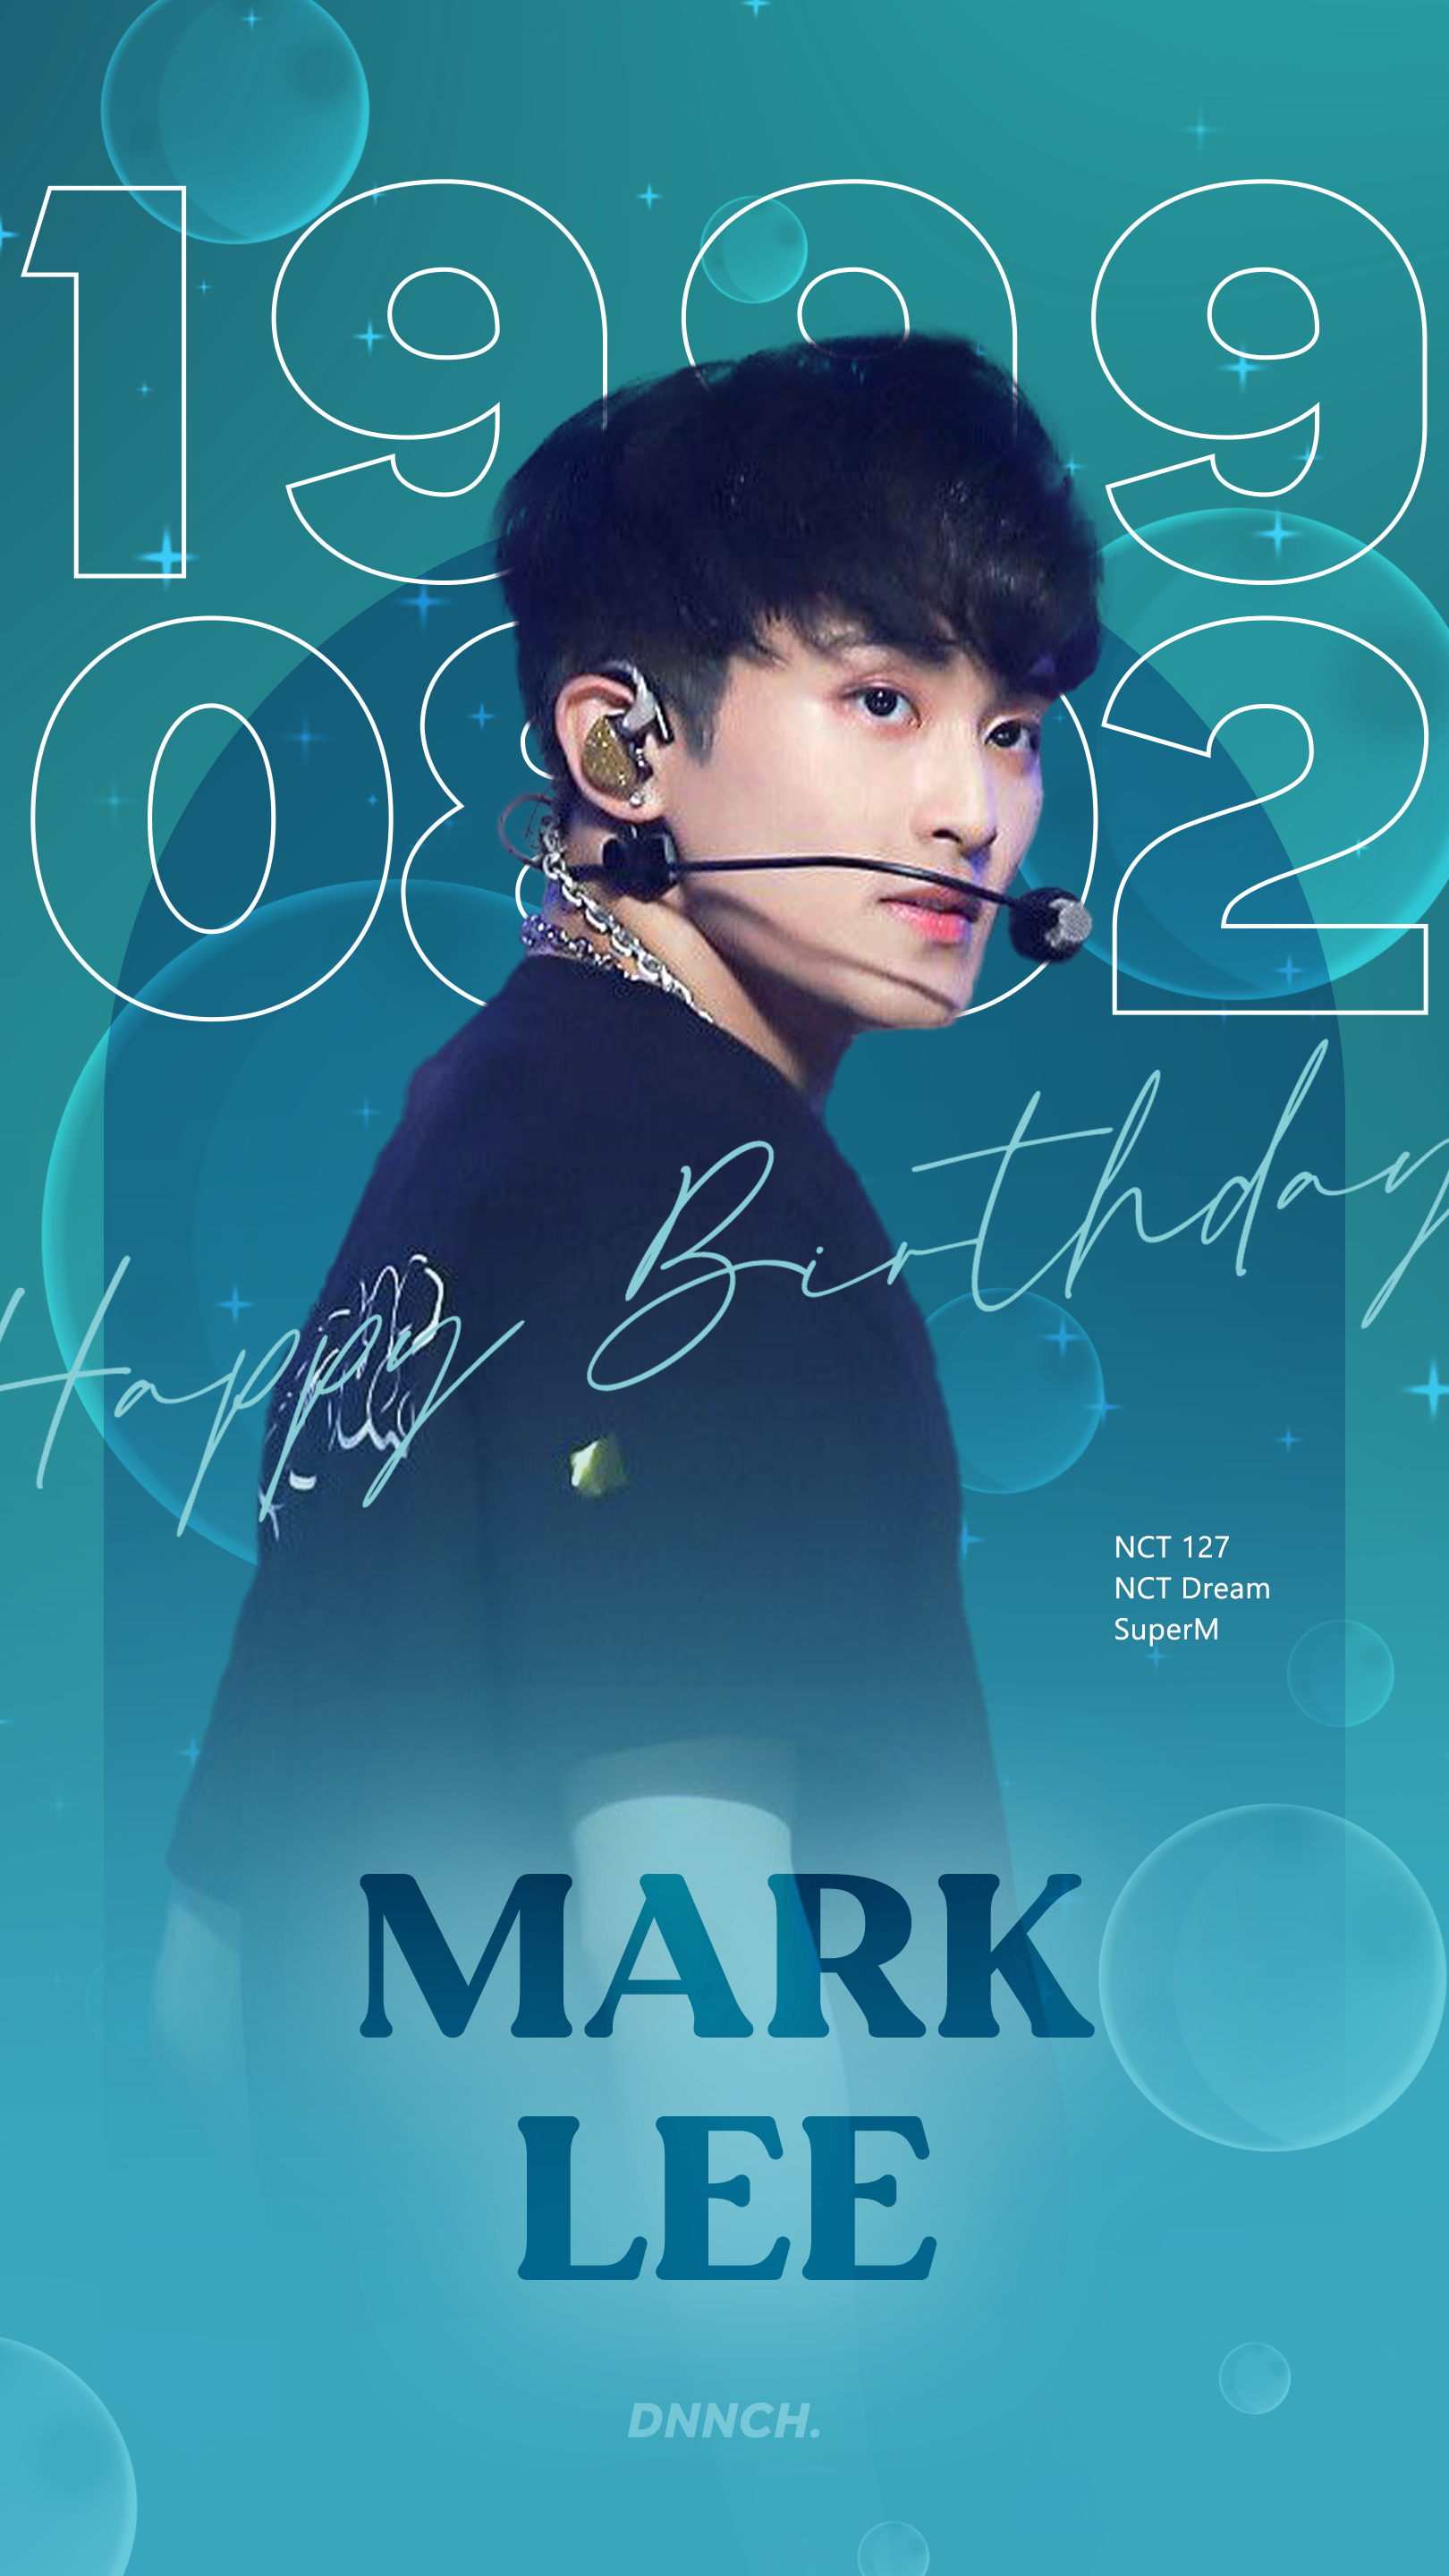 1999
0802
Happy Birthday
NCT 127
NCT Dream
SuperM
MARK
LEE
DNNCH.